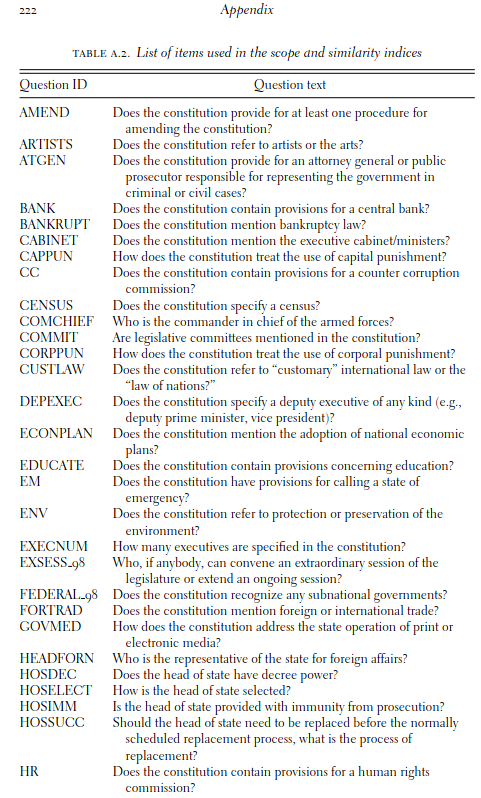 222 Appendix
TABLE A.2. List of items used in the scope and similarity indices
Question ID Question text
AMEND Does the constitution provide for at least one procedure for
amending the constitution?
ARTISTS Does the constitution refer to artists or the arts?
ATGEN Does the constitution provide for an attorney general or public
prosecutor responsible for representing the government in
criminal or civil cases?
BANK Does the constitution contain provisions for a central bank?
BANKRUPT Does the constitution mention bankruptcy law?
CABINET Does the constitution mention the executive cabinet/ministers?
CAPPUN How does the constitution treat the use of capital punishment?
CC Does the constitution contain provisions for a counter corruption
commission?
CENSUS Does the constitution specify a census?
COMCHIEF Who is the commander in chief of the armed forces?
COMMIT Are legislative committees mentioned in the constitution?
CORPPUN How does the constitution treat the use of corporal punishment?
CUSTLAW Does the constitution refer to “customary” international law or the
“law of nations?”
DEPEXEC Does the constitution specify a deputy executive of any kind (e.g.,
deputy prime minister, vice president)?
ECONPLAN Does the constitution mention the adoption of national economic
plans?
EDUCATE Does the constitution contain provisions concerning education?
EM Does the constitution have provisions for calling a state of
emergency?
ENV Does the constitution refer to protection or preservation of the
environment?
EXECNUM How many executives are specified in the constitution?
EXSESS_98 Who, if anybody, can convene an extraordinary session of the
legislature or extend an ongoing session?
FEDERAL_98 Does the constitution recognize any subnational governments?
FORTRAD Does the constitution mention foreign or international trade?
GOVMED How does the constitution address the state operation of print or
electronic media?
HEADFORN Who is the representative of the state for foreign affairs?
HOSDEC Does the head of state have decree power?
HOSELECT How is the head of state selected?
HOSIMM Is the head of state provided with immunity from prosecution?
HOSSUCC Should the head of state need to be replaced before the normally
scheduled replacement process, what is the process of
replacement?
HR Does the constitution contain provisions for a human rights
commission?